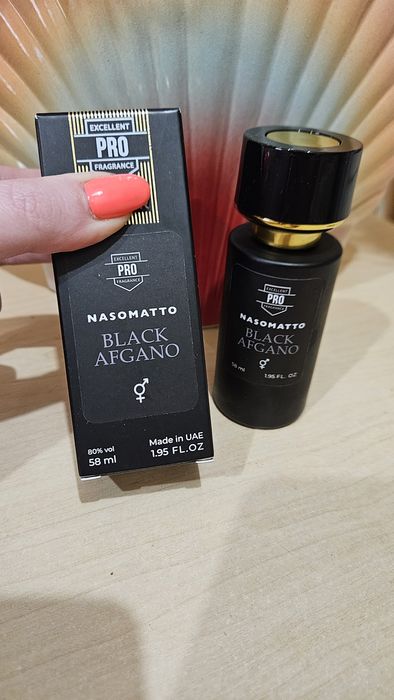 EXCELLENT
PRO
FRAGRANCE
EXCELLENT
PRO
FRAGRANCE
NASOMATTO
BLACK
AFGANO
80% vol
58 ml
Made in UAE
1.95 FL.OZ
EXCELLENT
PRO
FRAGRANCE
NASOMATTO
BLACK
AFGANO
58 ml
1.95 FL. OZ